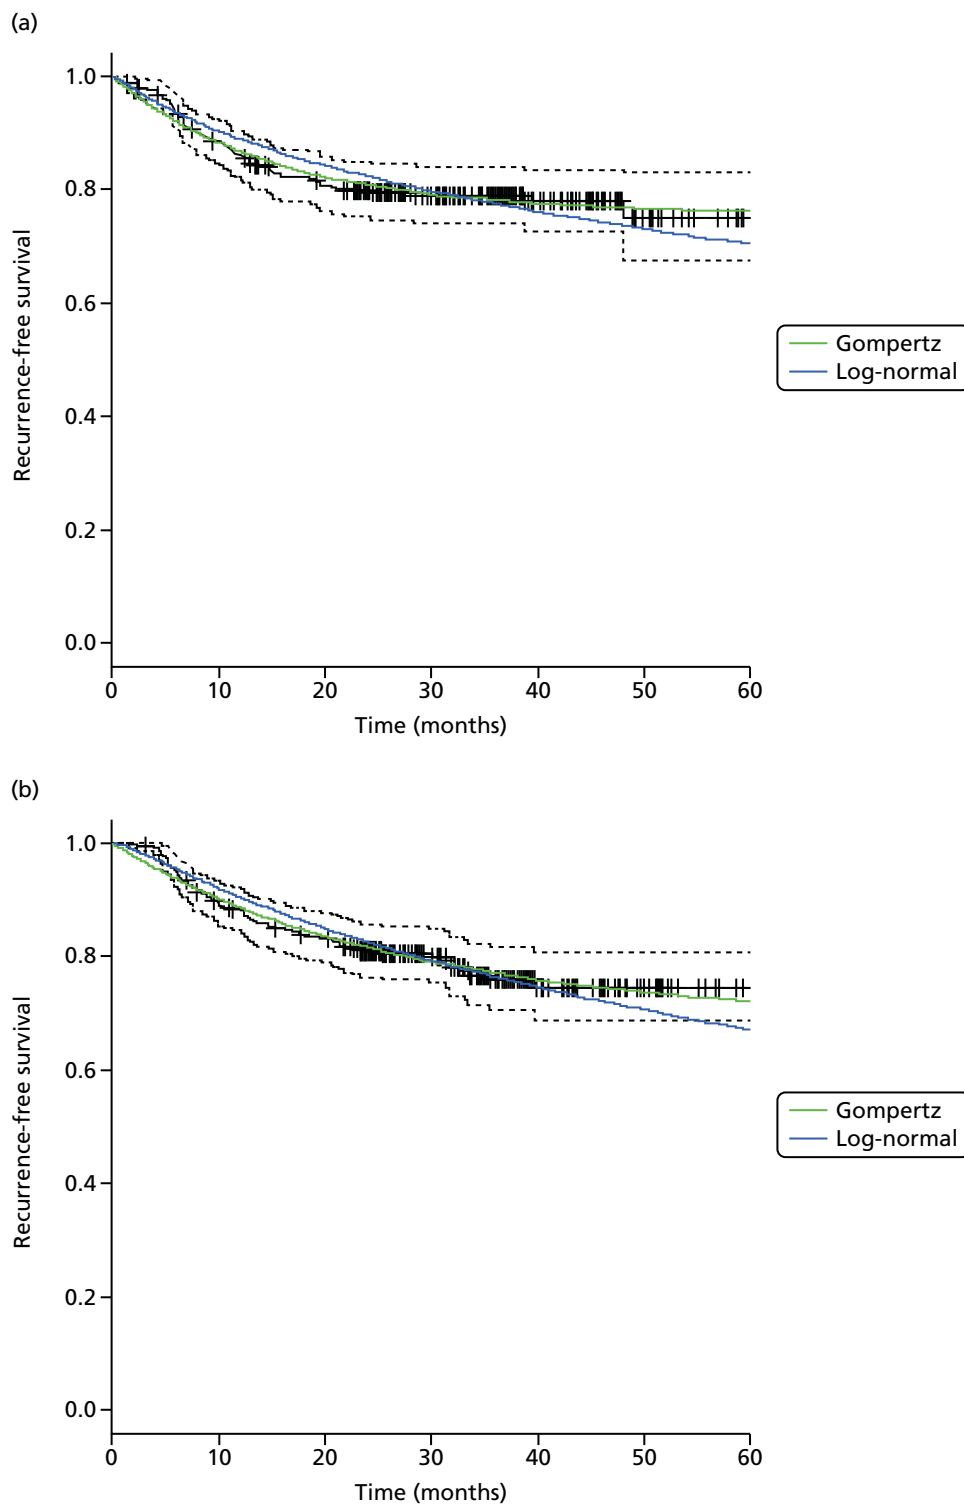 (a)
1.0
0.8
0.6
0.4
0.2
0.0
Recurrence-free survival
0 10 20 30 40 50 60
Time (months)
Gompertz
Log-normal
(b)
1.0
0.8
0.6
0.4
0.2
0.0
Recurrence-free survival
0 10 20 30 40 50 60
Time (months)
Gompertz
Log-normal